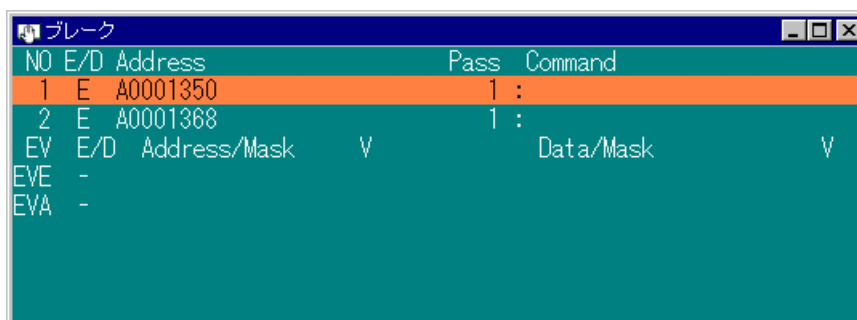 ブレーク
NO E/D Address Pass Command
1 E A0001350 1 :
2 E A0001368 1 :
EV E/D Address/Mask V Data/Mask V
EVE -
EVA -